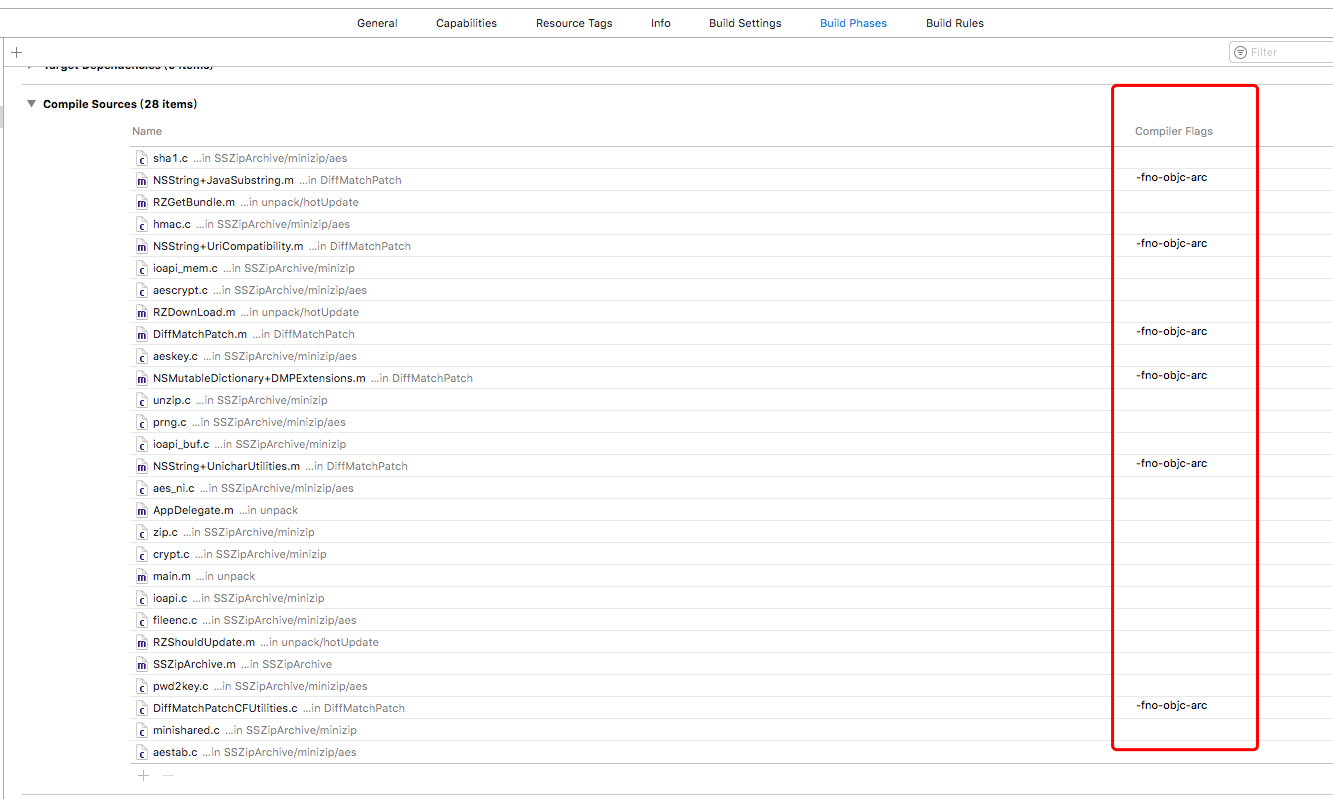 General Capabilities Resource Tags Info Build Settings Build Phases Build Rules
Filter
Target Dependencies (0 items)
Compile Sources (28 items)
Name Compiler Flags
sha1.c ...in SSZipArchive/minizip/aes
NSString+JavaSubstring.m ...in DiffMatchPatch -fno-objc-arc
RZGetBundle.m ...in unpack/hotUpdate
hmac.c ...in SSZipArchive/minizip/aes
NSString+UriCompatibility.m ...in DiffMatchPatch -fno-objc-arc
ioapi_mem.c ...in SSZipArchive/minizip
aescrypt.c ...in SSZipArchive/minizip/aes
RZDownLoad.m ...in unpack/hotUpdate
DiffMatchPatch.m ...in DiffMatchPatch -fno-objc-arc
aeskey.c ...in SSZipArchive/minizip/aes
NSMutableDictionary+DMPExtensions.m ...in DiffMatchPatch -fno-objc-arc
unzip.c ...in SSZipArchive/minizip
prng.c ...in SSZipArchive/minizip/aes
ioapi_buf.c ...in SSZipArchive/minizip
NSString+UnicharUtilities.m ...in DiffMatchPatch -fno-objc-arc
aes_ni.c ...in SSZipArchive/minizip/aes
AppDelegate.m ...in unpack
zip.c ...in SSZipArchive/minizip
crypt.c ...in SSZipArchive/minizip
main.m ...in unpack
ioapi.c ...in SSZipArchive/minizip
fileenc.c ...in SSZipArchive/minizip/aes
RZShouldUpdate.m ...in unpack/hotUpdate
SSZipArchive.m ...in SSZipArchive
pwd2key.c ...in SSZipArchive/minizip/aes
DiffMatchPatchCFUtilities.c ...in DiffMatchPatch -fno-objc-arc
minishared.c ...in SSZipArchive/minizip
aestab.c ...in SSZipArchive/minizip/aes